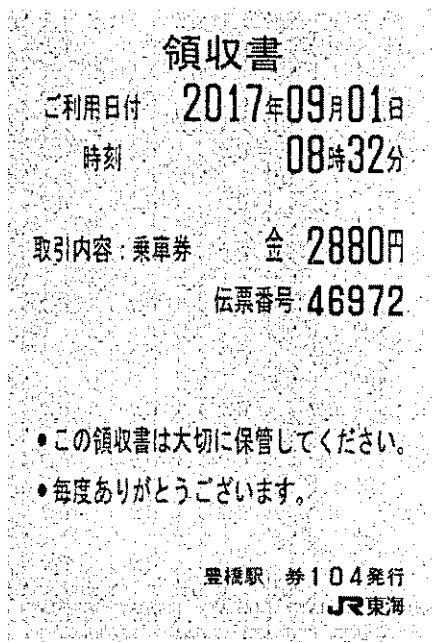 領収書
ご利用日付 2017年09月01日
時刻 08時32分
取引内容:乗車券 金 2880円
伝票番号 46972
•この領収書は大切に保管してください。
•毎度ありがとうございます。
豊橋駅 券104発行
JR東海